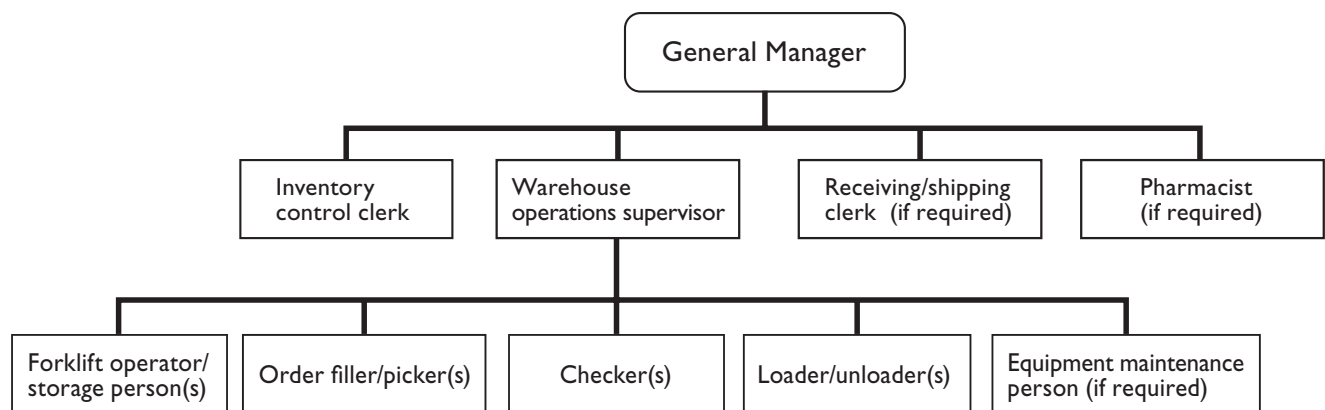 General Manager
Inventory
control clerk
Warehouse
operations supervisor
Receiving/shipping
clerk (if required)
Pharmacist
(if required)
Forklift operator/
storage person(s)
Order filler/picker(s)
Checker(s)
Loader/unloader(s)
Equipment maintenance
person (if required)